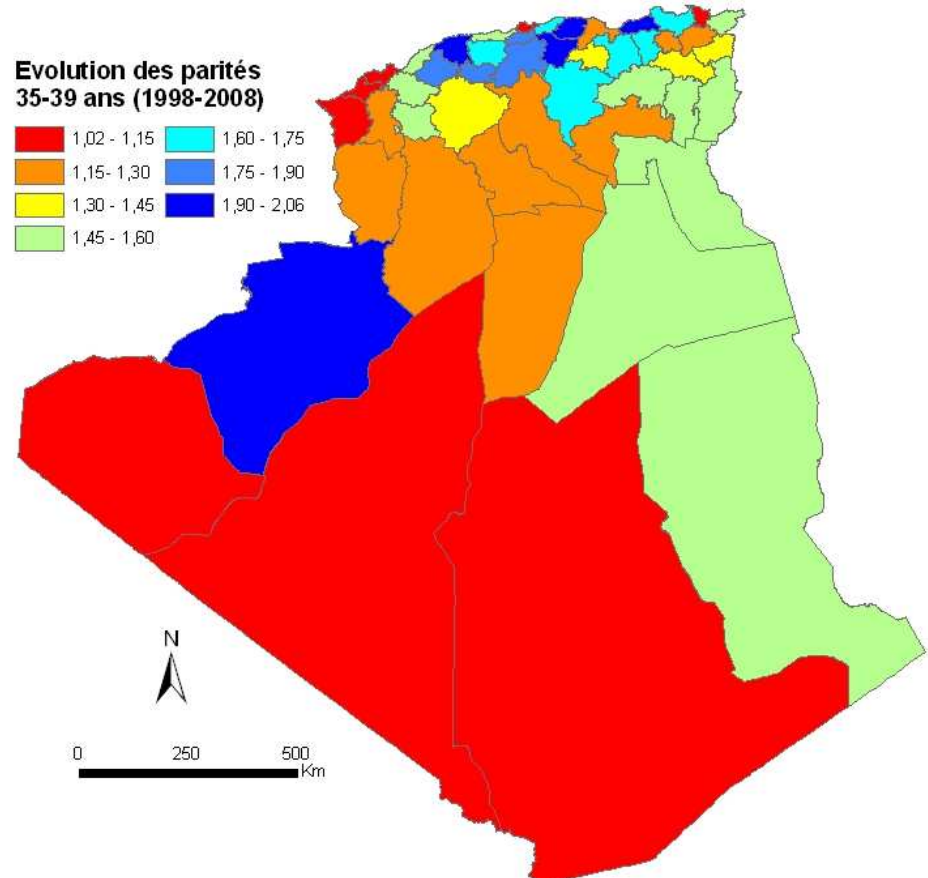 Evolution des parités
35-39 ans (1998-2008)
1,02 - 1,15
1,60 - 1,75
1,15- 1,30
1,75 - 1,90
1,30 - 1,45
1,90 - 2,06
1,45 - 1,60
N
0 250 500
Km